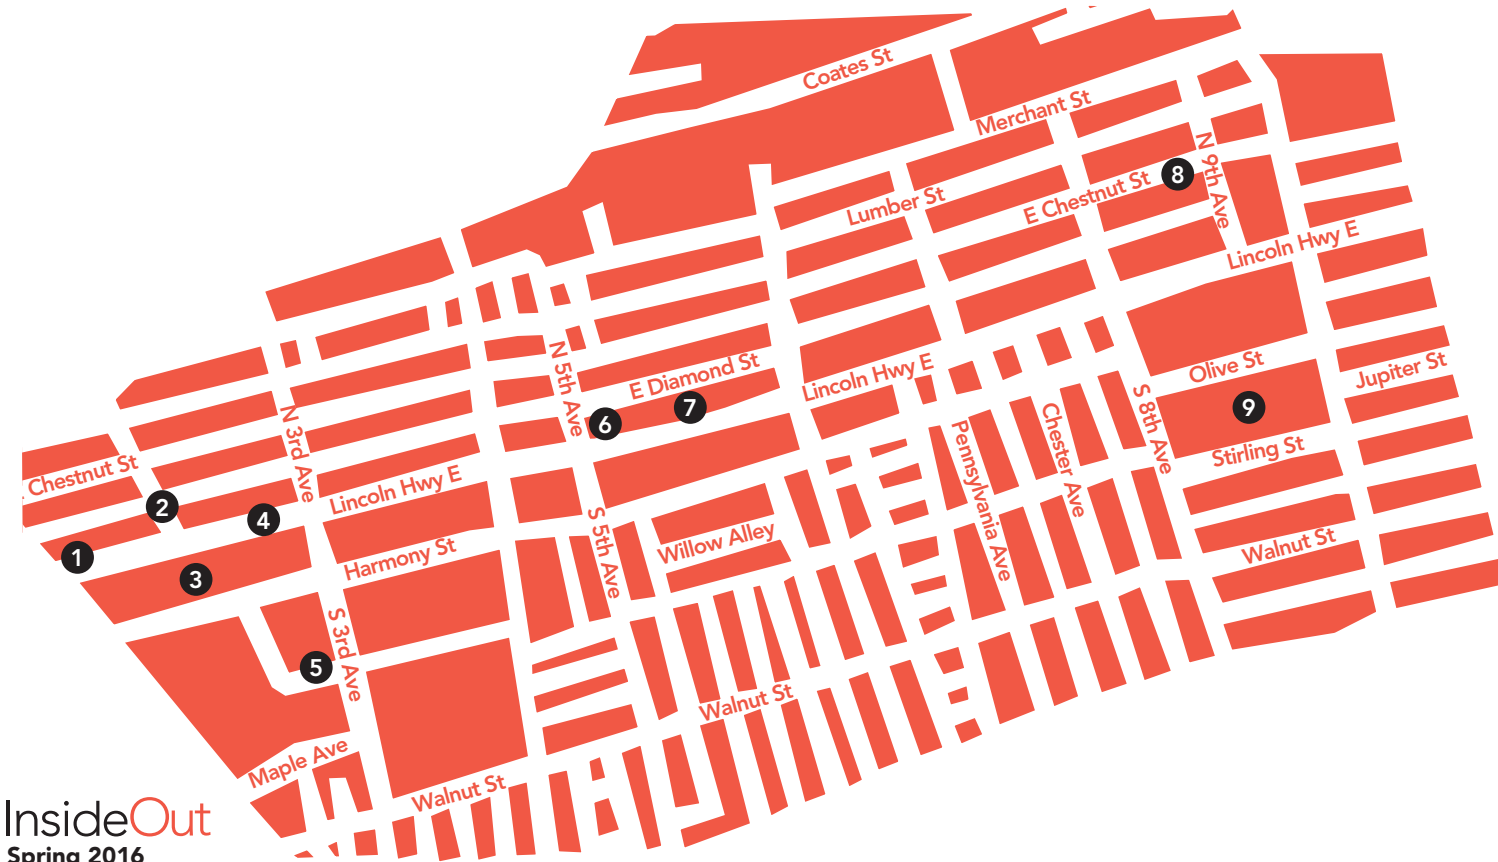 Coates St
Merchant St
N 9th Ave
8
E Chestnut St
Lumber St
Lincoln Hwy E
N 5th Ave
E Diamond St
Olive St
Jupiter St
Lincoln Hwy E
S 8th Ave
9
7
6
N 3rd Ave
Chester Ave
Pennsylvania Ave
Stirling St
Chestnut St
Lincoln Hwy E
2
4
1
3
S 5th Ave
Willow Alley
Walnut St
Harmony St
S 3rd Ave
5
Walnut St
Maple Ave
Walnut St
InsideOut
Spring 2016